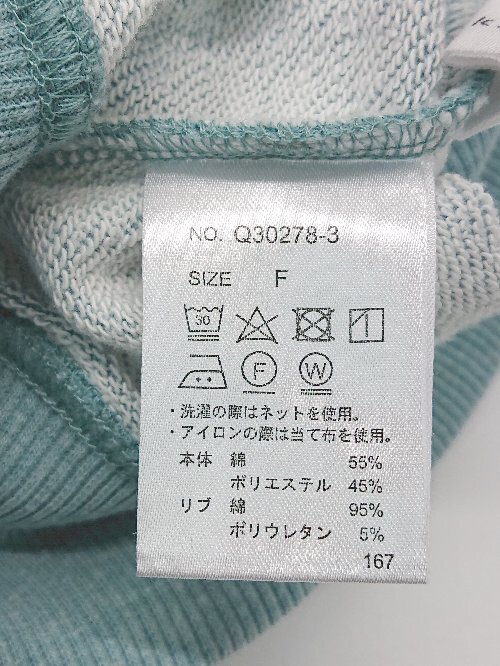 NO. Q30278-3
SIZE F
30
F W
・洗濯の際はネットを使用。
・アイロンの際は当て布を使用。
本体 綿 55%
ポリエステル 45%
リブ 綿 95%
ポリウレタン 5%
167